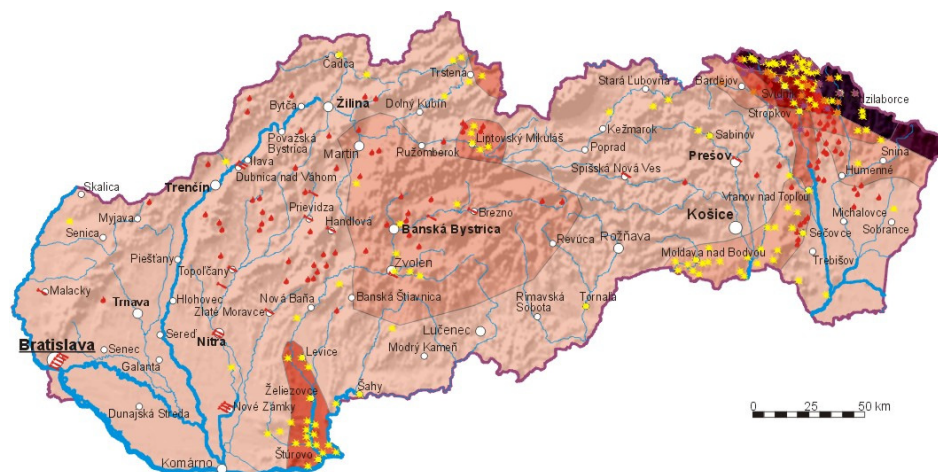 Čadca
Trstená
Stará Ľubovňa
Bardejov
Svidník
Stropkov
Bytča
Žilina
Dolný Kubín
Považská
Bystrica
Martin
Ružomberok
Liptovský Mikuláš
Kežmarok
Poprad
Sabinov
Prešov
Snina
Humenné
Ilava
Dubnica nad Váhom
Trenčín
Spišská Nová Ves
Vranov nad Topľou
Skalica
Myjava
Senica
Prievidza
Handlová
Banská Bystrica
Brezno
Košice
Michalovce
Sobrance
Sečovce
Trebišov
Revúca
Rožňava
Moldava nad Bodvou
Piešťany
Topoľčany
Zvolen
Malacky
Trnava
Hlohovec
Zlaté Moravce
Nová Baňa
Banská Štiavnica
Rimavská
Sobota
Tornaľa
Lučenec
Modrý Kameň
Bratislava
Senec
Sereď
Galanta
Nitra
Levice
Želiezovce
Šahy
Dunajská Streda
Nové Zámky
Štúrovo
Komárno
0 25 50 km